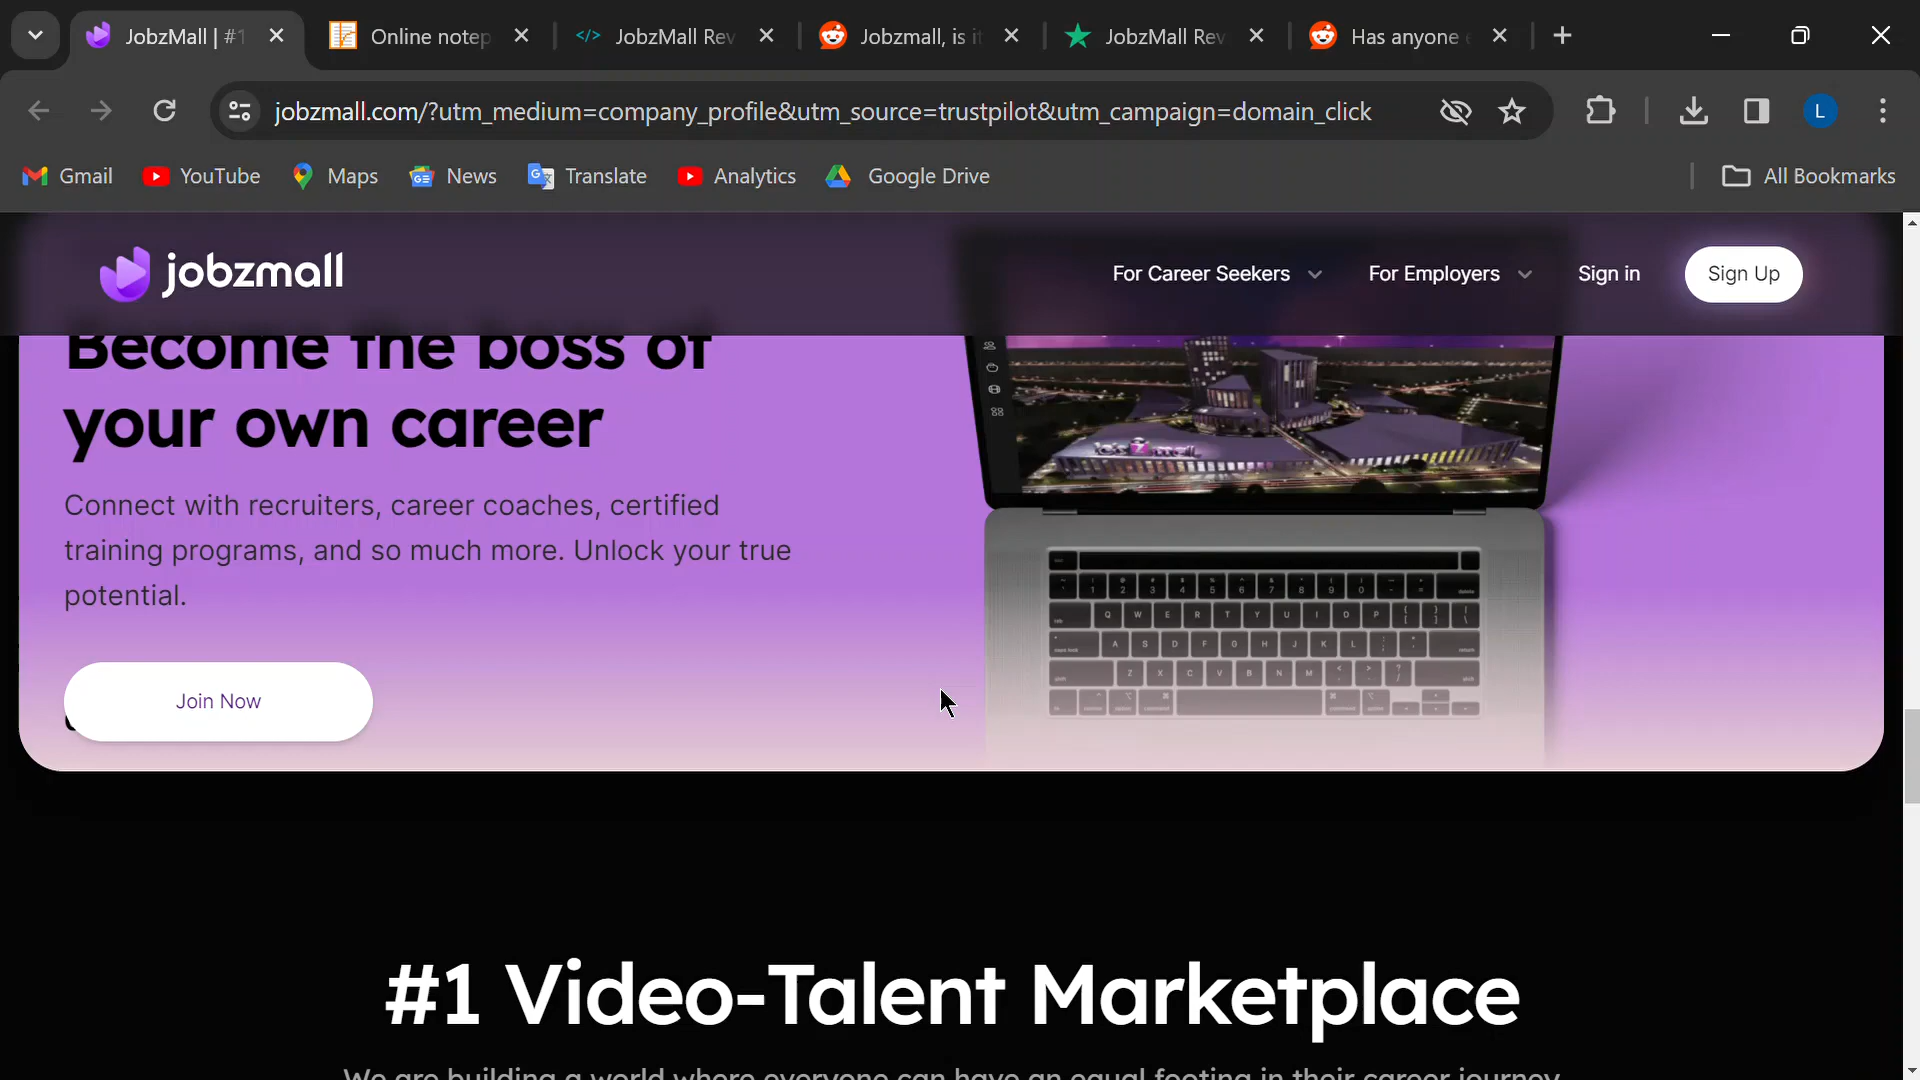 JobzMall | #1
Online notep
JobzMall Rev
Jobzmall, is it
JobzMall Rev
Has anyone e
jobzmall.com/?utm_medium=company_profile&utm_source=trustpilot&utm_campaign=domain_click
L
Gmail
YouTube
Maps
News
Translate
Analytics
Google Drive
All Bookmarks
jobzmall
For Career Seekers
For Employers
Sign in
Sign Up
Become the boss of
your own career
Connect with recruiters, career coaches, certified
training programs, and so much more. Unlock your true
potential.
Join Now
#1 Video-Talent Marketplace
We are building a world where everyone can have an equal footing in their career journey